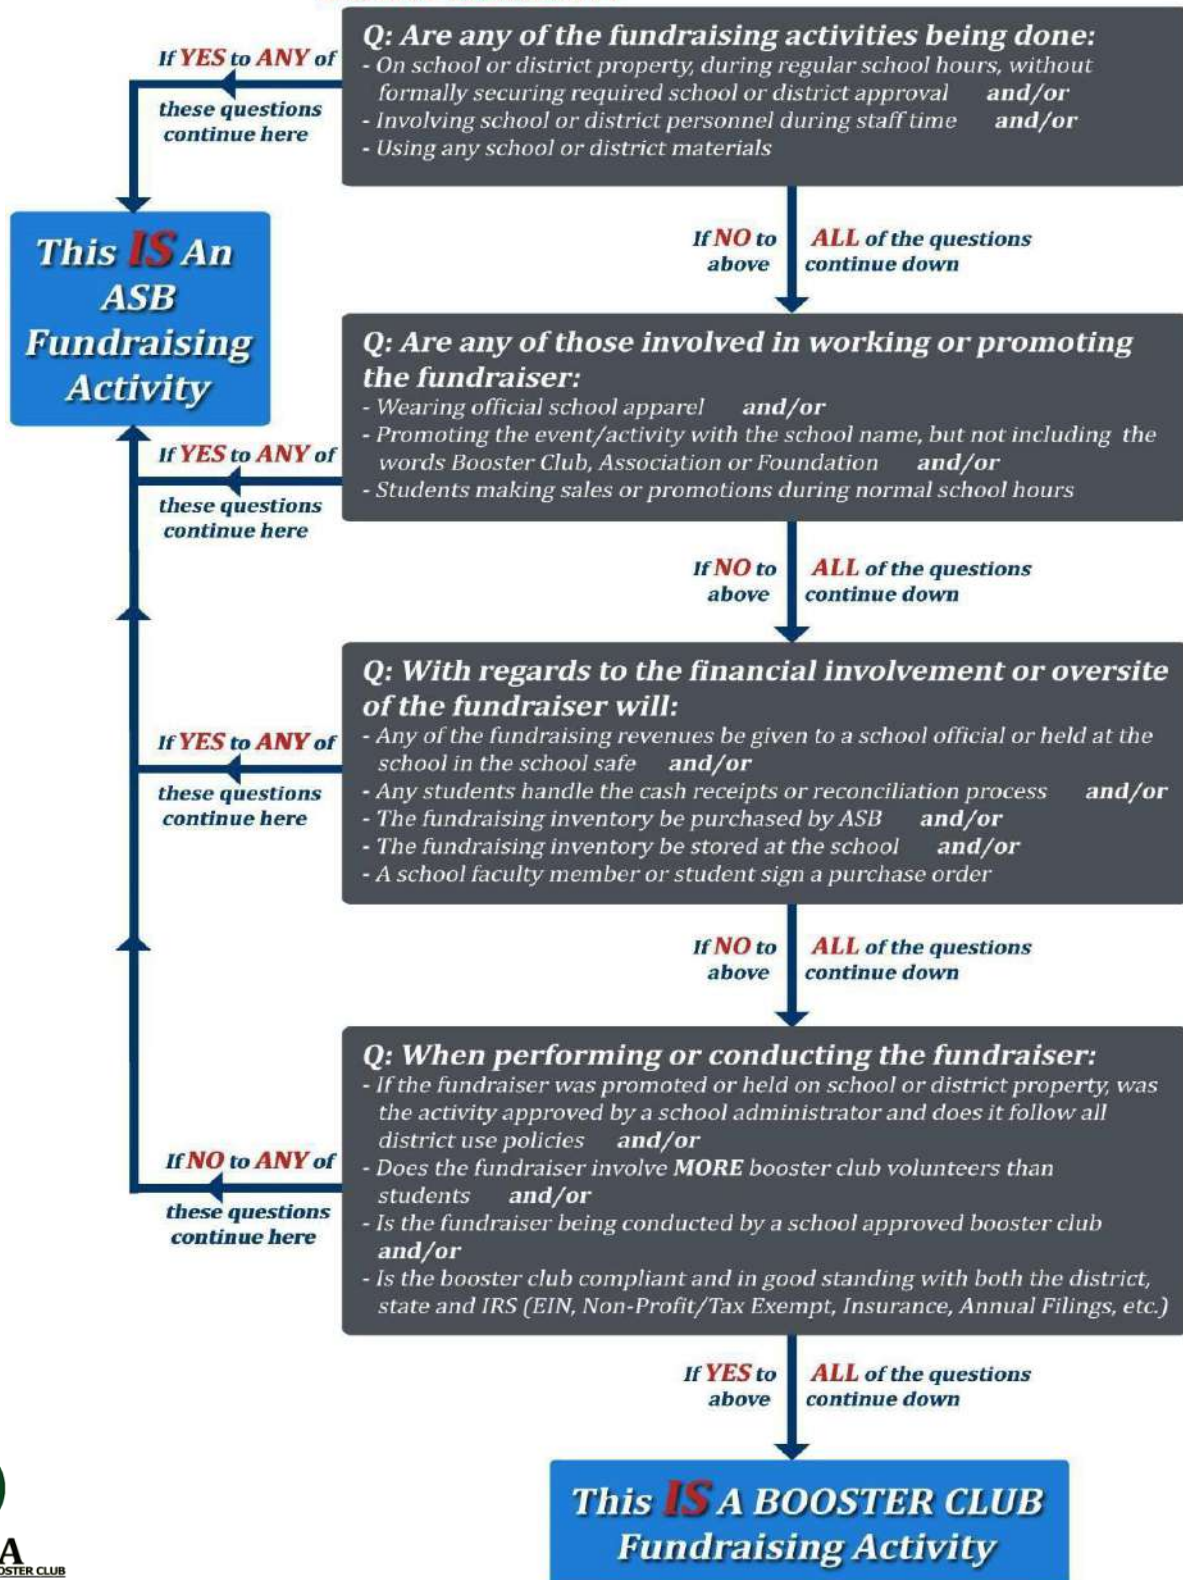 Q: Are any of the fundraising activities being done:
- On school or district property, during regular school hours, without
formally securing required school or district approval and/or
- Involving school or district personnel during staff time and/or
- Using any school or district materials
If YES to ANY of
these questions
continue here
This IS An
ASB
Fundraising
Activity
If NO to ALL of the questions
above continue down
Q: Are any of those involved in working or promoting
the fundraiser:
- Wearing official school apparel and/or
- Promoting the event/activity with the school name, but not including the
words Booster Club, Association or Foundation and/or
- Students making sales or promotions during normal school hours
If YES to ANY of
these questions
continue here
If NO to ALL of the questions
above continue down
Q: With regards to the financial involvement or oversite
of the fundraiser will:
- Any of the fundraising revenues be given to a school official or held at the
school in the school safe and/or
- Any students handle the cash receipts or reconciliation process and/or
- The fundraising inventory be purchased by ASB and/or
- The fundraising inventory be stored at the school and/or
- A school faculty member or student sign a purchase order
If YES to ANY of
these questions
continue here
If NO to ALL of the questions
above continue down
Q: When performing or conducting the fundraiser:
- If the fundraiser was promoted or held on school or district property, was
the activity approved by a school administrator and does it follow all
district use policies and/or
- Does the fundraiser involve MORE booster club volunteers than
students and/or
- Is the fundraiser being conducted by a school approved booster club
and/or
- Is the booster club compliant and in good standing with both the district,
state and IRS (EIN, Non-Profit/Tax Exempt, Insurance, Annual Filings, etc.)
If NO to ANY of
these questions
continue here
If YES to ALL of the questions
above continue down
This IS A BOOSTER CLUB
Fundraising Activity
A
OSTER CLUB